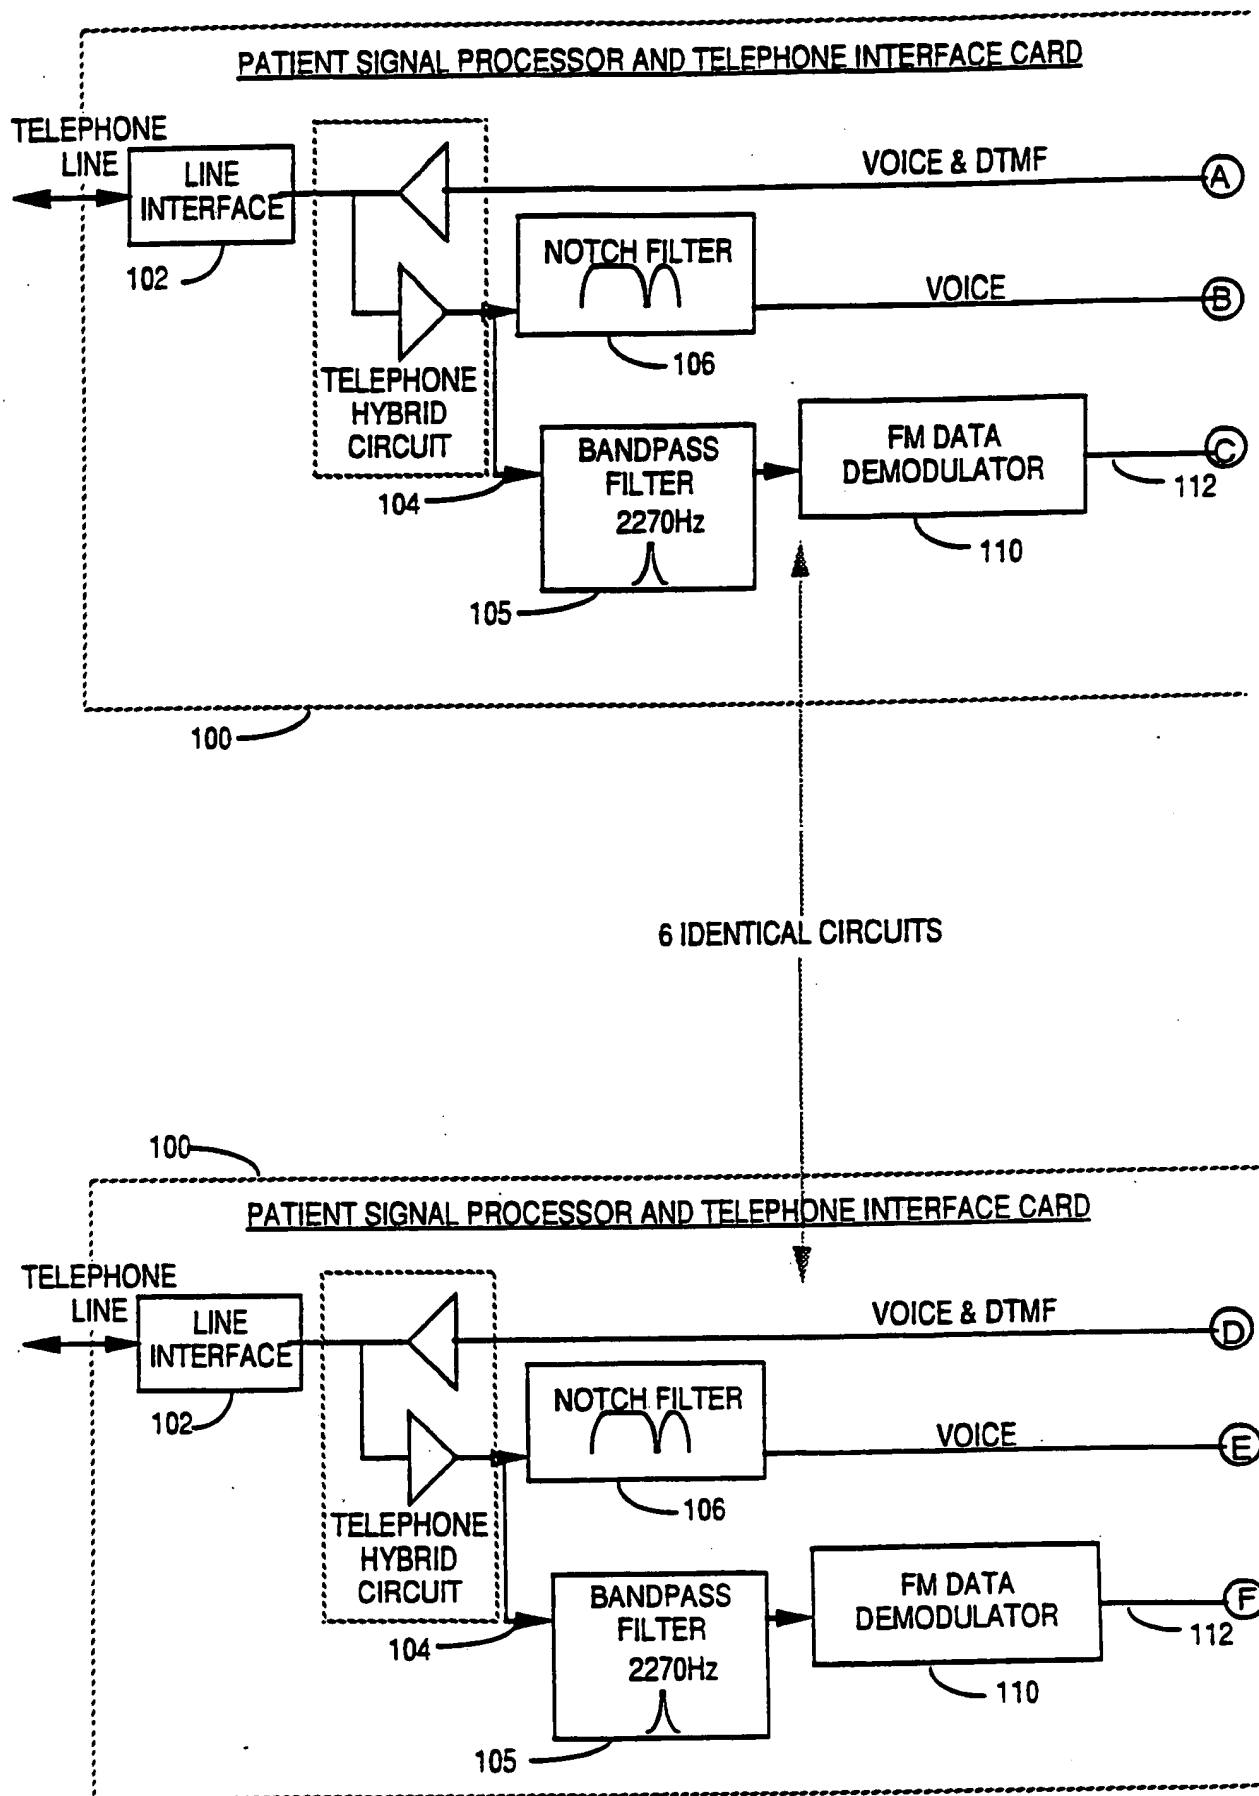 PATIENT SIGNAL PROCESSOR AND TELEPHONE INTERFACE CARD
TELEPHONE
LINE
LINE
INTERFACE
102
VOICE & DTMF
A
NOTCH FILTER
106
VOICE
B
TELEPHONE
HYBRID
CIRCUIT
104
BANDPASS
FILTER
2270Hz
105
FM DATA
DEMODULATOR
110
112
C
100
6 IDENTICAL CIRCUITS
100
PATIENT SIGNAL PROCESSOR AND TELEPHONE INTERFACE CARD
TELEPHONE
LINE
LINE
INTERFACE
102
VOICE & DTMF
D
NOTCH FILTER
106
VOICE
E
TELEPHONE
HYBRID
CIRCUIT
104
BANDPASS
FILTER
2270Hz
105
FM DATA
DEMODULATOR
110
112
F